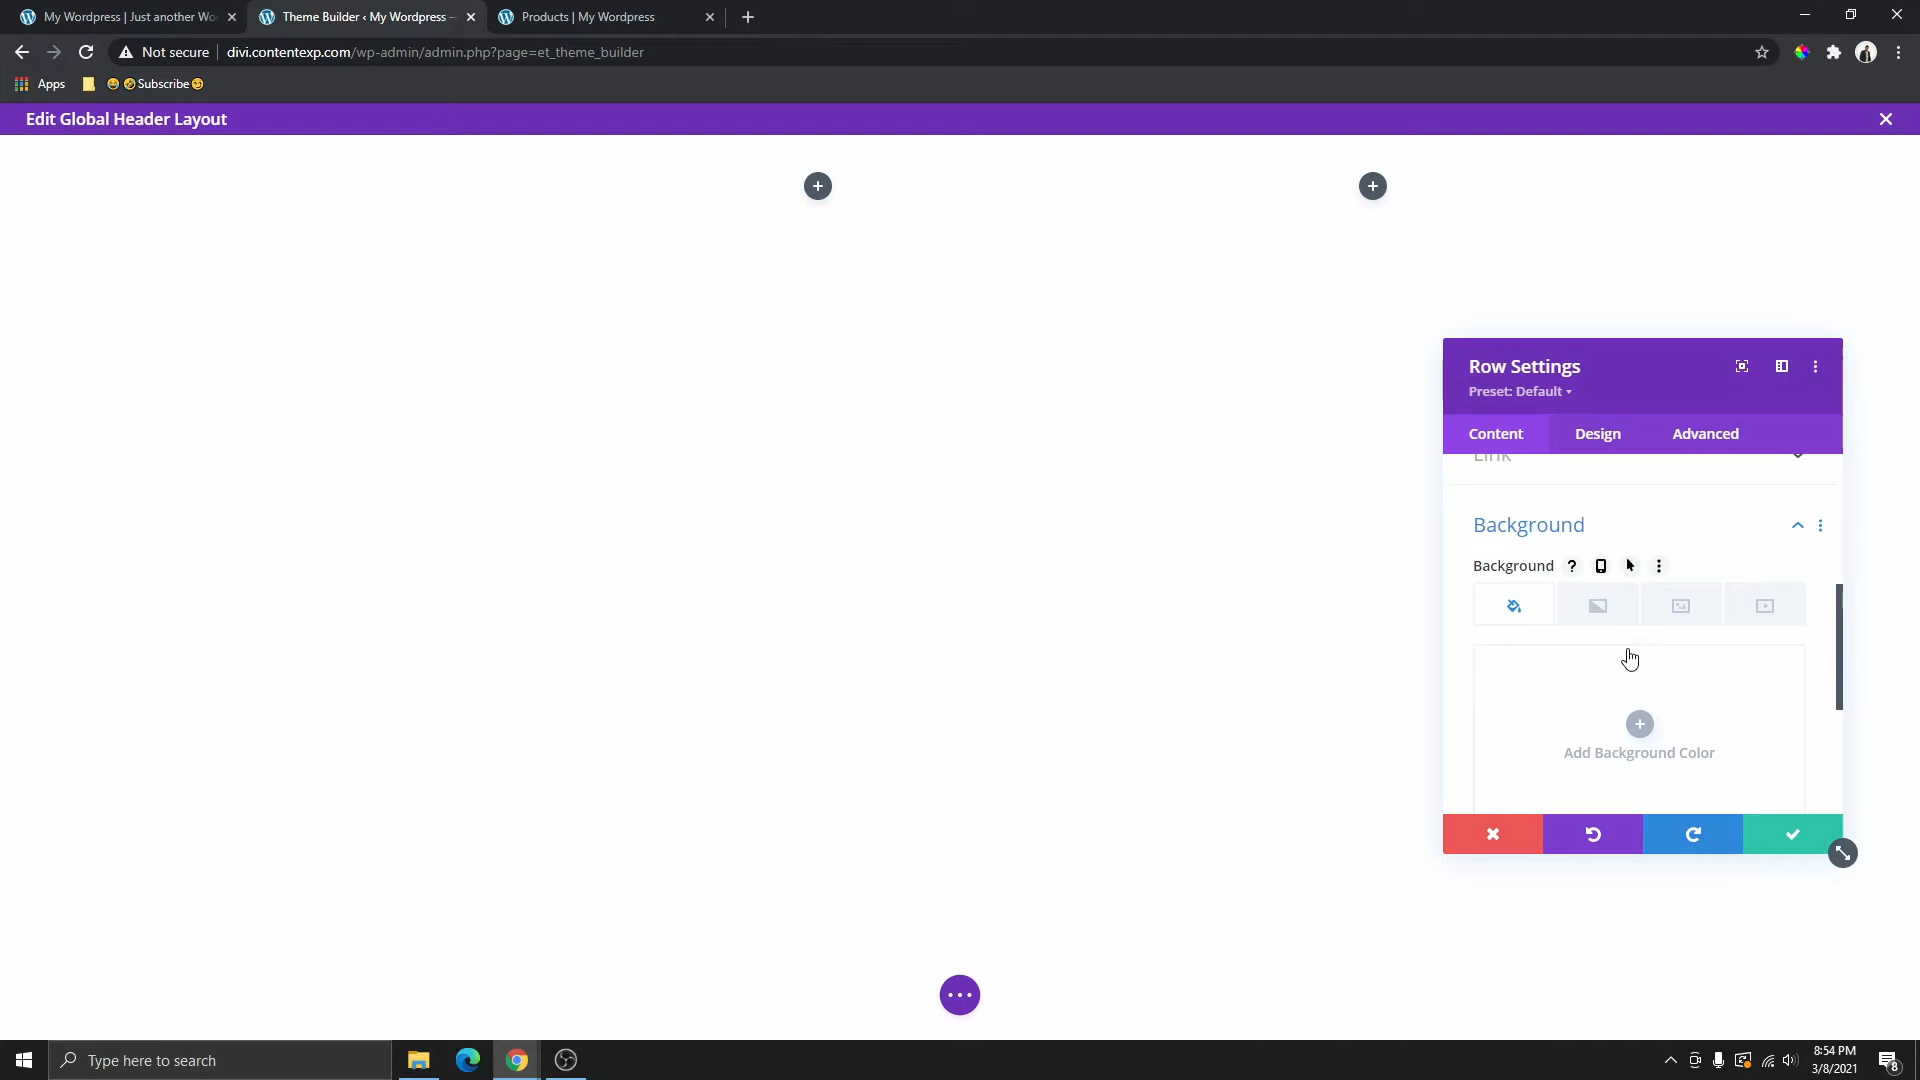 My Wordpress | Just another Wo
Theme Builder ‹ My Wordpress —
Products | My Wordpress
Not secure
divi.contentexp.com/wp-admin/admin.php?page=et_theme_builder
Apps
😂 🤣Subscribe😏
Edit Global Header Layout
Row Settings
Preset: Default
Content
Design
Advanced
Link
Background
Background
?
Add Background Color
Type here to search
8:54 PM
3/8/2021
8